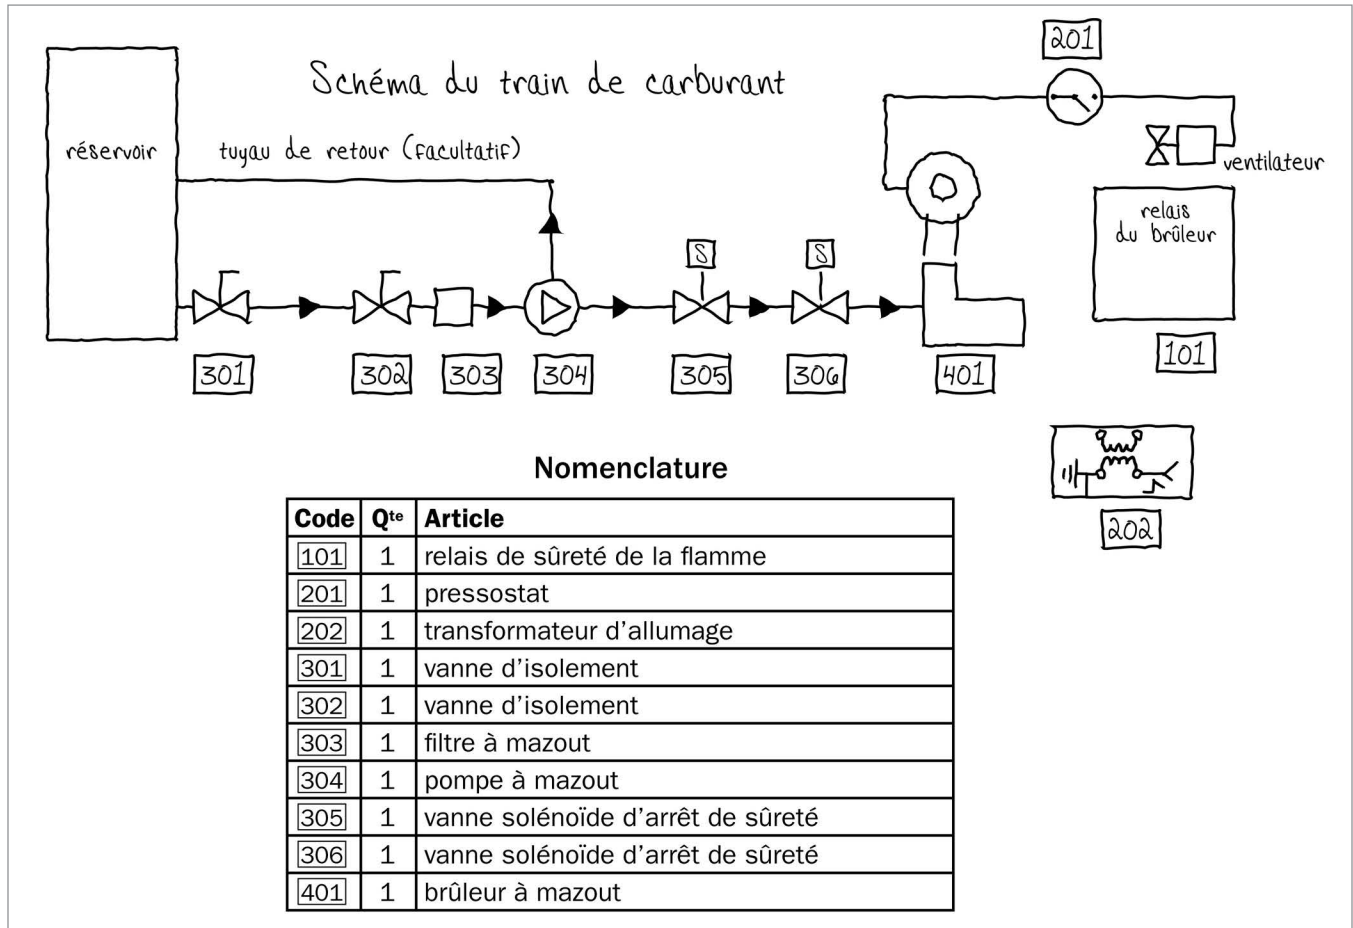 Schéma du train de carburant
201
réservoir
tuyau de retour (facultatif)
ventilateur
relais
du brûleur
S
S
301
302
303
304
305
306
401
101
202
Nomenclature
Code Qte Article
101 1 relais de sûreté de la flamme
201 1 pressostat
202 1 transformateur d'allumage
301 1 vanne d'isolement
302 1 vanne d'isolement
303 1 filtre à mazout
304 1 pompe à mazout
305 1 vanne solénoïde d'arrêt de sûreté
306 1 vanne solénoïde d'arrêt de sûreté
401 1 brûleur à mazout